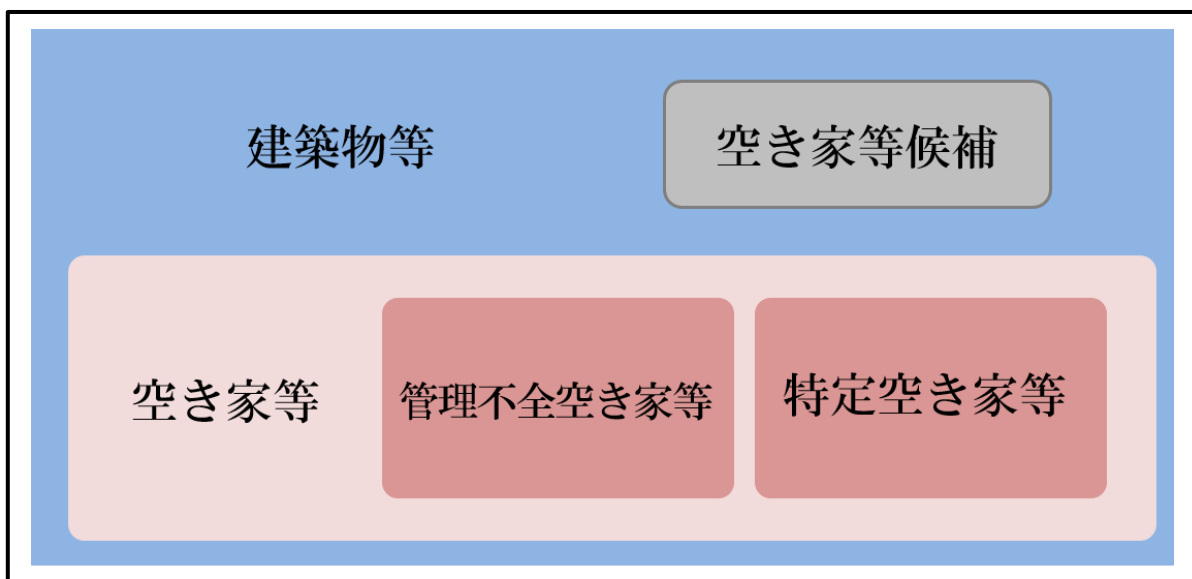 建築物等
空き家等候補
空き家等
管理不全空き家等
特定空き家等